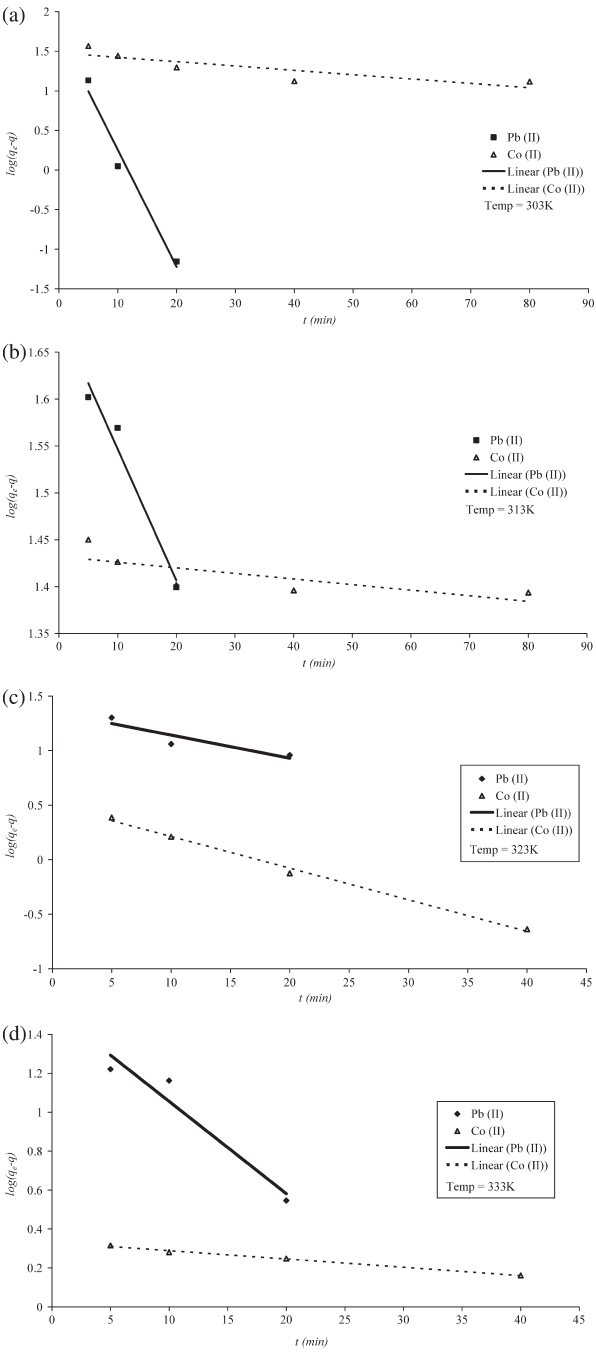 (a)
2
1.5
1
0.5
0
-0.5
-1
-1.5
log(qe-q)
0 10 20 30 40 50 60 70 80 90
t (min)
Pb (II)
Co (II)
Linear (Pb (II))
Linear (Co (II))
Temp = 303K
(b)
1.65
1.6
1.55
1.5
1.45
1.4
1.35
log(qe-q)
0 10 20 30 40 50 60 70 80 90
t (min)
Pb (II)
Co (II)
Linear (Pb (II))
Linear (Co (II))
Temp = 313K
(c)
1.5
1
0.5
0
-0.5
-1
log(qe-q)
0 5 10 15 20 25 30 35 40 45
t (min)
Pb (II)
Co (II)
Linear (Pb (II))
Linear (Co (II))
Temp = 323K
(d)
1.4
1.2
1
0.8
0.6
0.4
0.2
0
log(qe-q)
0 5 10 15 20 25 30 35 40 45
t (min)
Pb (II)
Co (II)
Linear (Pb (II))
Linear (Co (II))
Temp = 333K